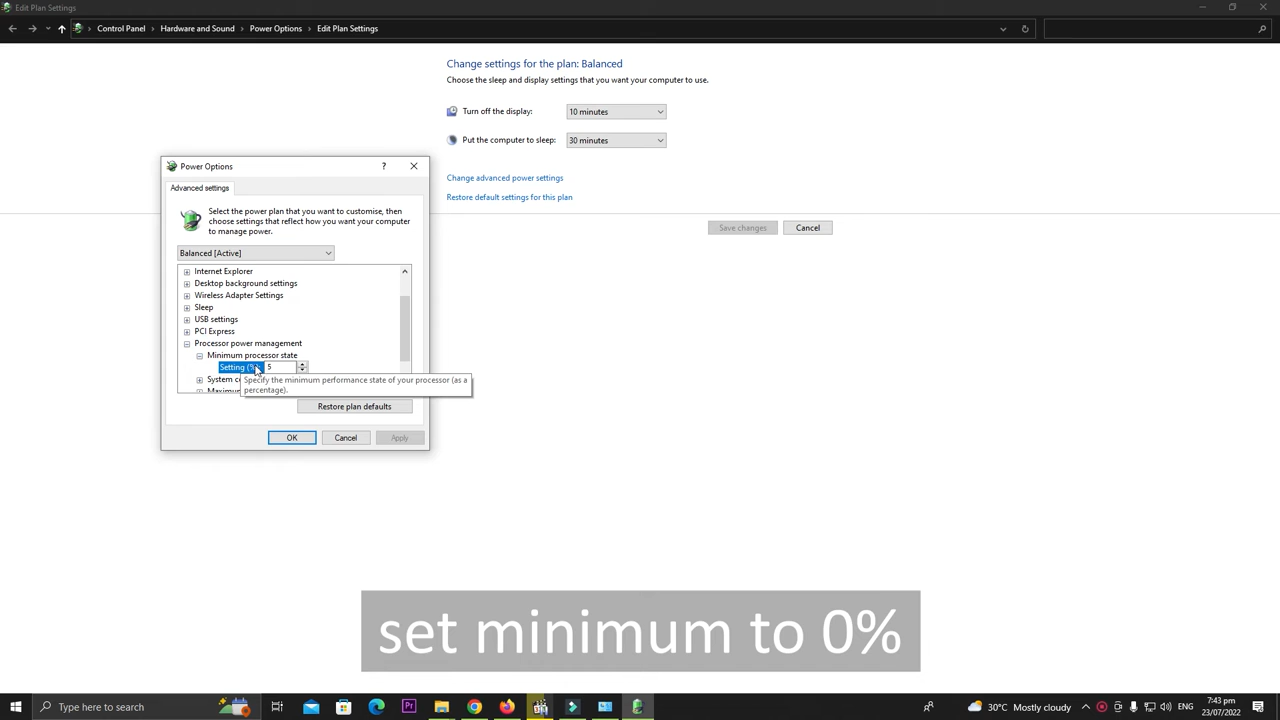 Edit Plan Settings
Control Panel
Hardware and Sound
Power Options
Edit Plan Settings
Change settings for the plan: Balanced
Choose the sleep and display settings that you want your computer to use.
Turn off the display:
10 minutes
Put the computer to sleep:
30 minutes
Change advanced power settings
Restore default settings for this plan
Save changes
Cancel
Power Options
?
Advanced settings
Select the power plan that you want to customise, then
choose settings that reflect how you want your computer
to manage power.
Balanced [Active]
Internet Explorer
Desktop background settings
Wireless Adapter Settings
Sleep
USB settings
PCI Express
Processor power management
Minimum processor state
Setting (%): 5
System c
Specify the minimum performance state of your processor (as a
percentage).
Restore plan defaults
OK
Cancel
Apply
set minimum to 0%
Type here to search
Pr
30°C Mostly cloudy
ENG
7:43 pm
23/07/2022